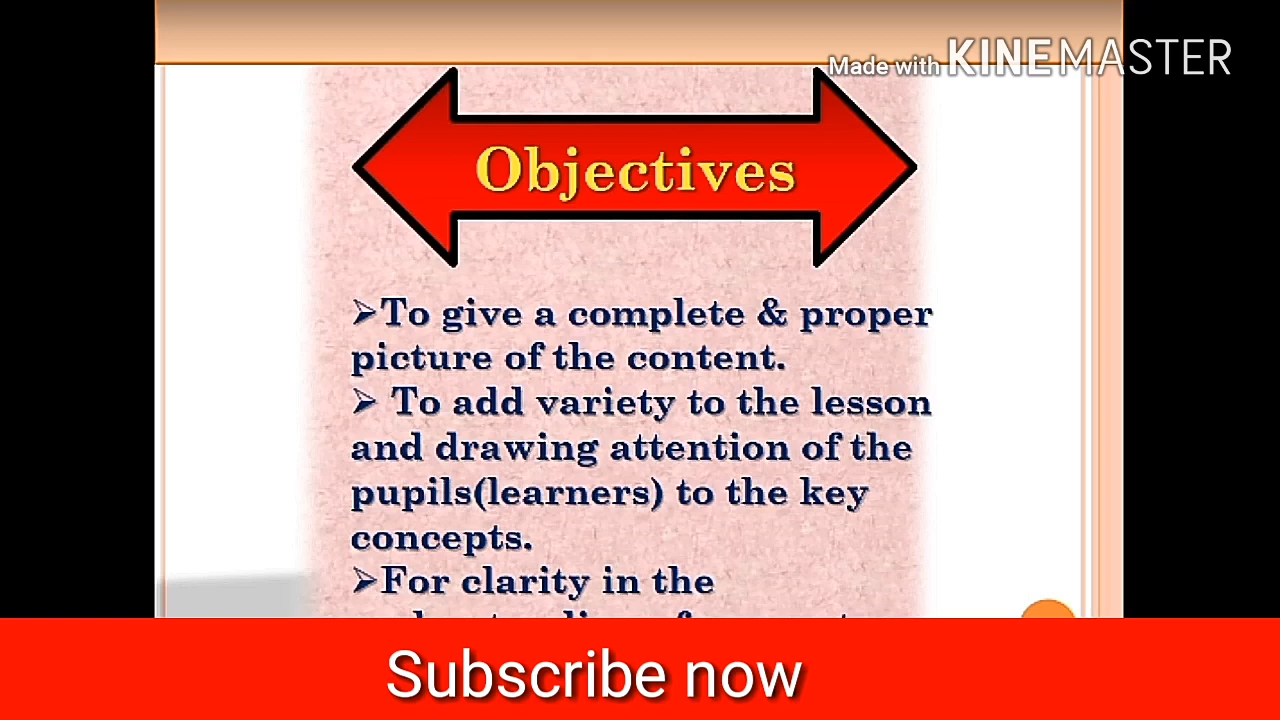 Made with KINEMASTER
Objectives
➢To give a complete & proper
picture of the content.
➢ To add variety to the lesson
and drawing attention of the
pupils(learners) to the key
concepts.
➢For clarity in the
Subscribe now